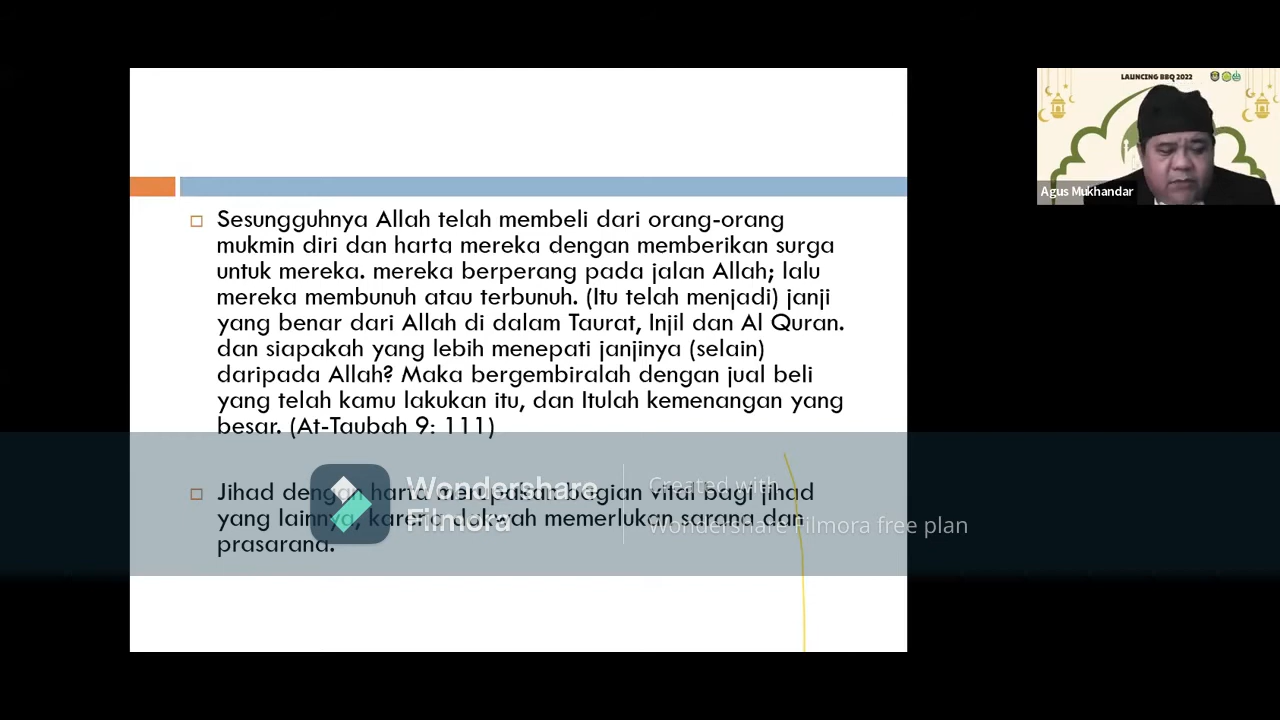 LAUNCING BBQ 2022
Agus Mukhandar
Sesungguhnya Allah telah membeli dari orang-orang
mukmin diri dan harta mereka dengan memberikan surga
untuk mereka. mereka berperang pada jalan Allah; lalu
mereka membunuh atau terbunuh. (Itu telah menjadi) janji
yang benar dari Allah di dalam Taurat, Injil dan Al Quran.
dan siapakah yang lebih menepati janjinya (selain)
daripada Allah? Maka bergembiralah dengan jual beli
yang telah kamu lakukan itu, dan Itulah kemenangan yang
besar. (At-Taubah 9: 111)
Jihad dengan harta merupakan bagian vital bagi jihad
yang lainnya, karena dakwah memerlukan sarana dan
prasarana.
Wondershare
Filmora
Created with
Wondershare Filmora free plan